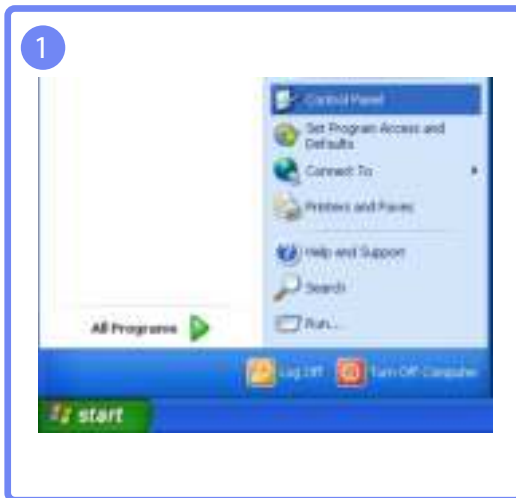 1
Control Panel
Set Program Access and
Defaults
Connect To
Printers and Faxes
Help and Support
Search
Run...
All Programs
Log Off
Turn Off Computer
start